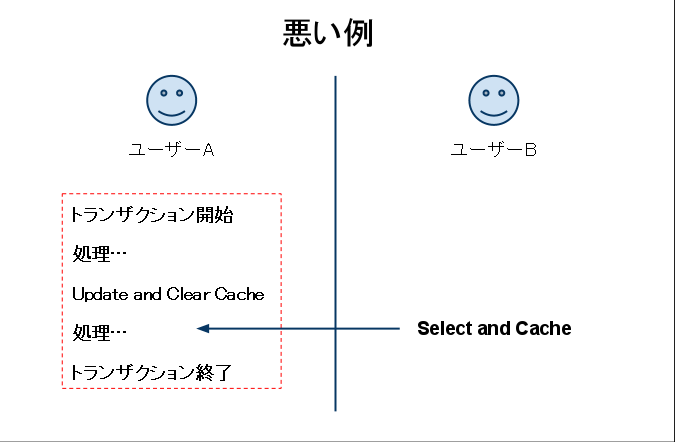 悪い例
ユーザーA
ユーザーB
トランザクション開始
処理…
Update and Clear Cache
処理…
Select and Cache
トランザクション終了